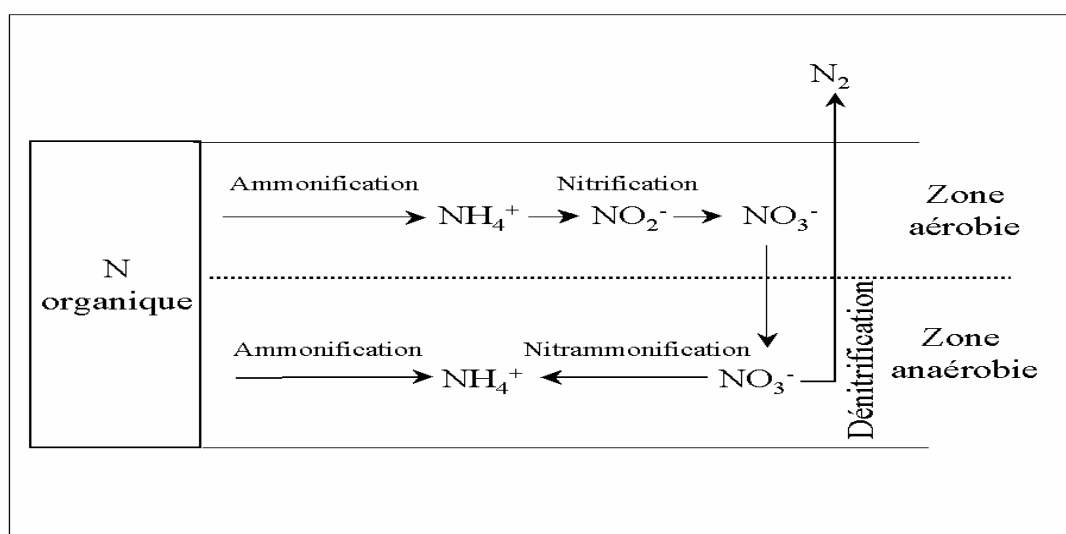 N₂
Ammonification
Nitrification
Zone
aérobie
NH₄⁺
NO₂⁻
NO₃⁻
N
organique
Ammonification
Nitrammonification
Zone
anaérobie
NH₄⁺
NO₃⁻
Dénitrification